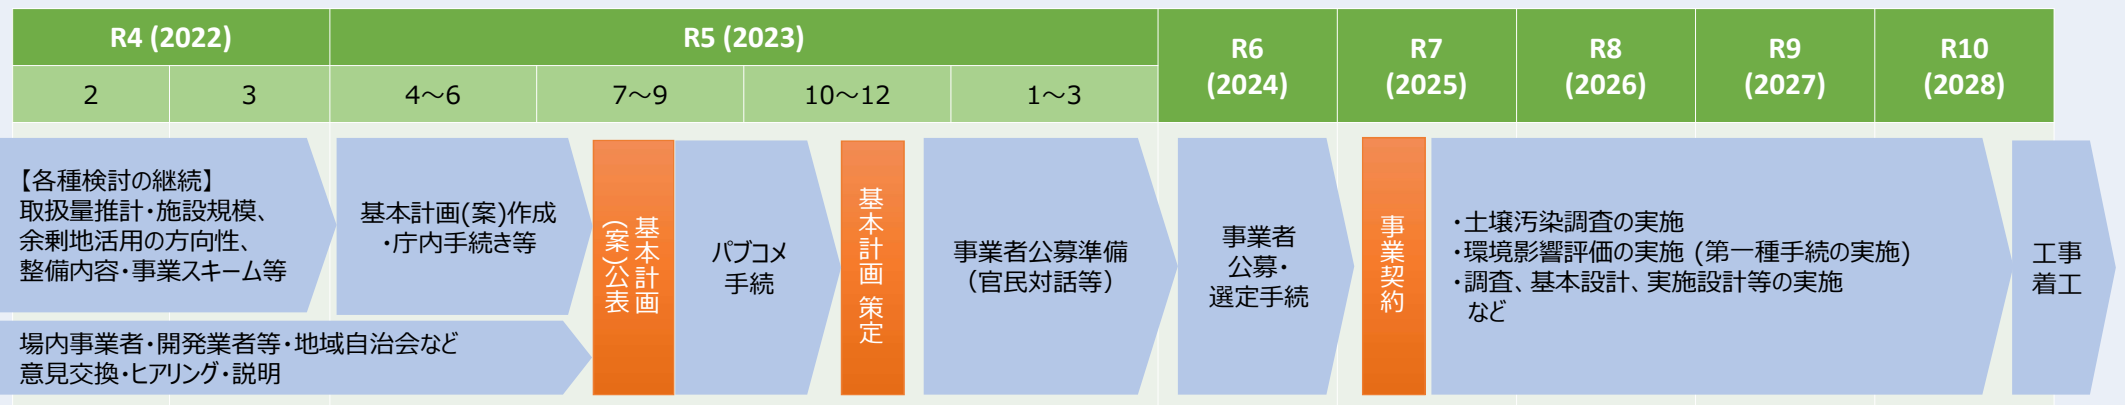 R4 (2022)
R5 (2023)
R6
(2024)
R7
(2025)
R8
(2026)
R9
(2027)
R10
(2028)
2
3
4～6
7～9
10～12
1～3
【各種検討の継続】
取扱量推計・施設規模、
余剰地活用の方向性、
整備内容・事業スキーム等
基本計画(案)作成
・庁内手続き等
基本計画
(案)公表
パブコメ
手続
基本計画 策定
事業者公募準備
（官民対話等）
事業者
公募・
選定手続
事業契約
・土壌汚染調査の実施
・環境影響評価の実施 (第一種手続の実施)
・調査、基本設計、実施設計等の実施
など
工事
着工
場内事業者・開発業者等・地域自治会など
意見交換・ヒアリング・説明